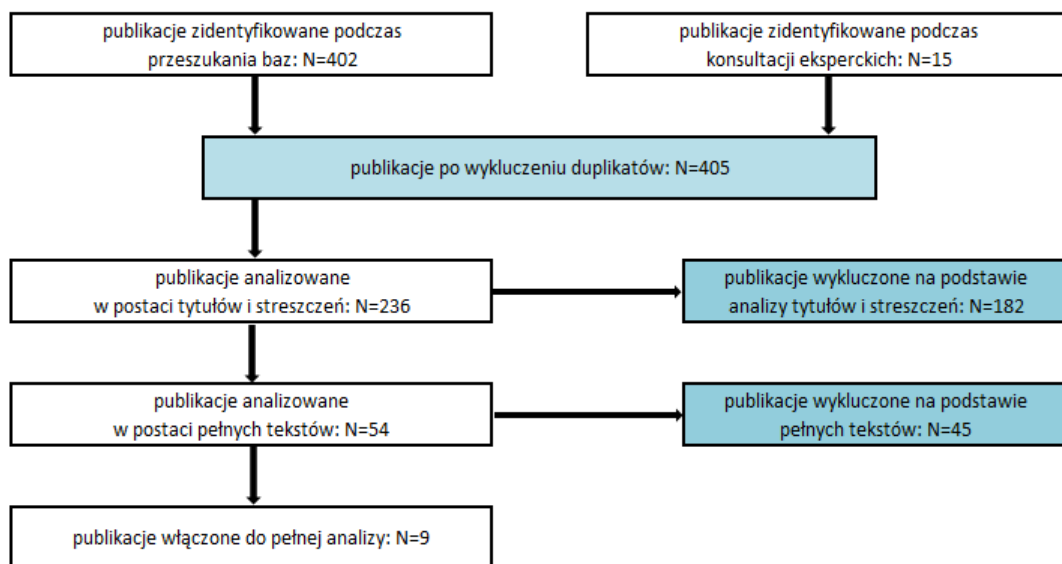 publikacje zidentyfikowane podczas
przeszukania baz: N=402
publikacje zidentyfikowane podczas
konsultacji eksperckich: N=15
publikacje po wykluczeniu duplikatów: N=405
publikacje analizowane
w postaci tytułów i streszczeń: N=236
publikacje wykluczone na podstawie
analizy tytułów i streszczeń: N=182
publikacje analizowane
w postaci pełnych tekstów: N=54
publikacje wykluczone na podstawie
pełnych tekstów: N=45
publikacje włączone do pełnej analizy: N=9